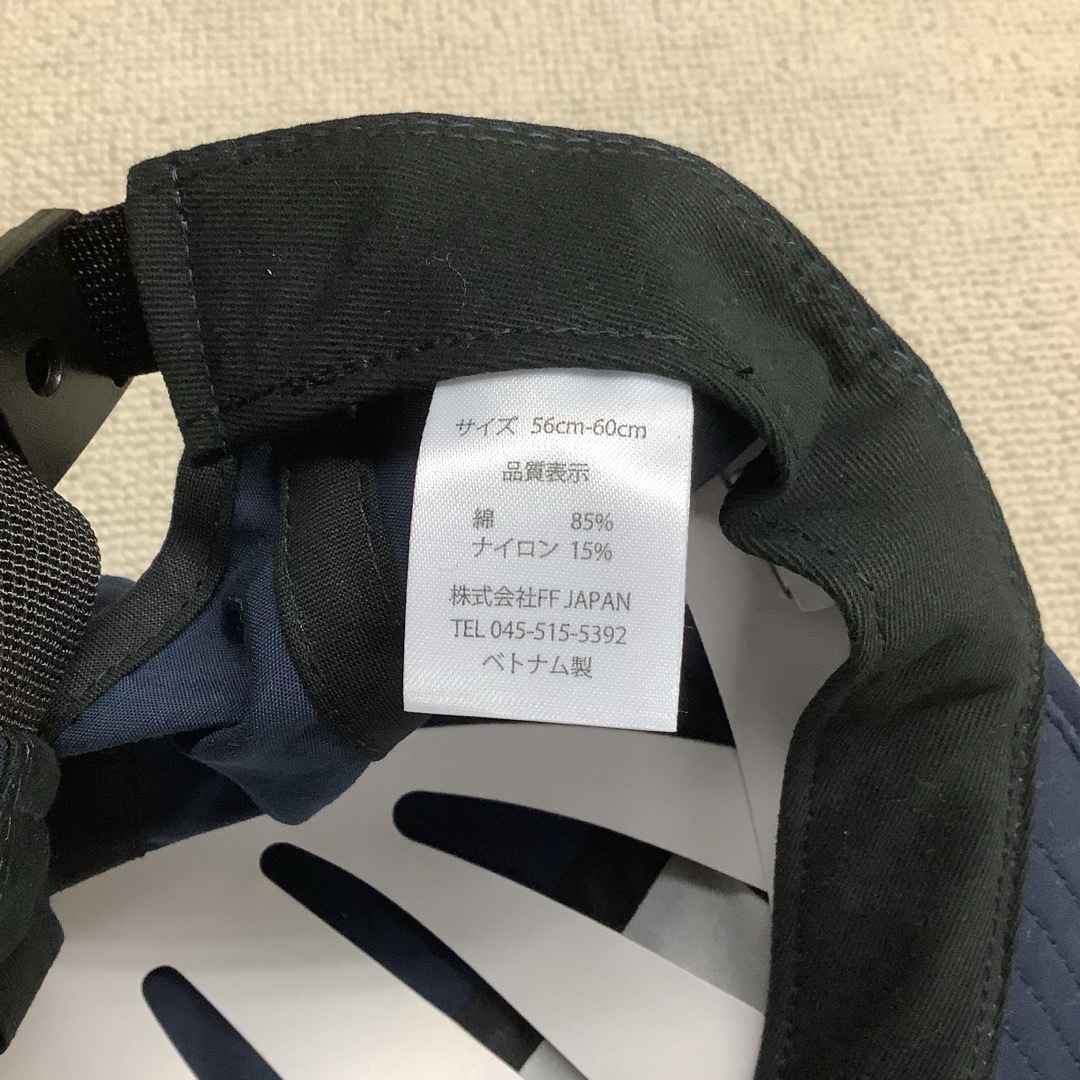 サイズ 56cm-60cm
品質表示
綿 85%
ナイロン 15%
株式会社FF JAPAN
TEL 045-515-5392
ベトナム製